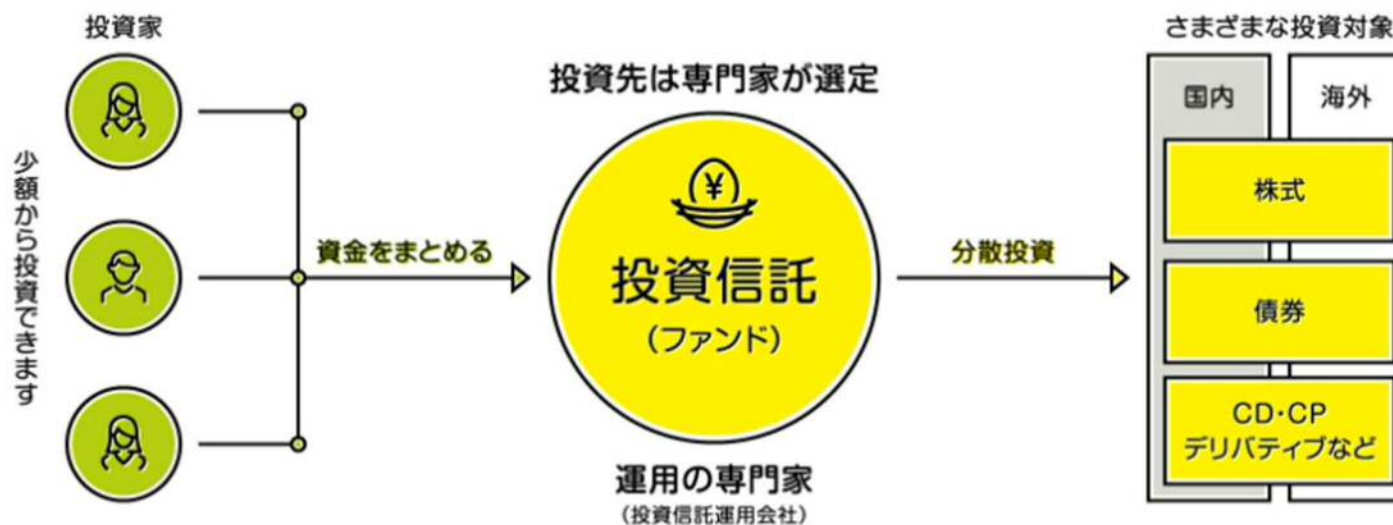 投資家
少額から投資できます
資金をまとめる
投資先は専門家が選定
¥
投資信託
(ファンド)
運用の専門家
(投資信託運用会社)
分散投資
さまざまな投資対象
国内
海外
株式
債券
CD・CP
デリバティブなど